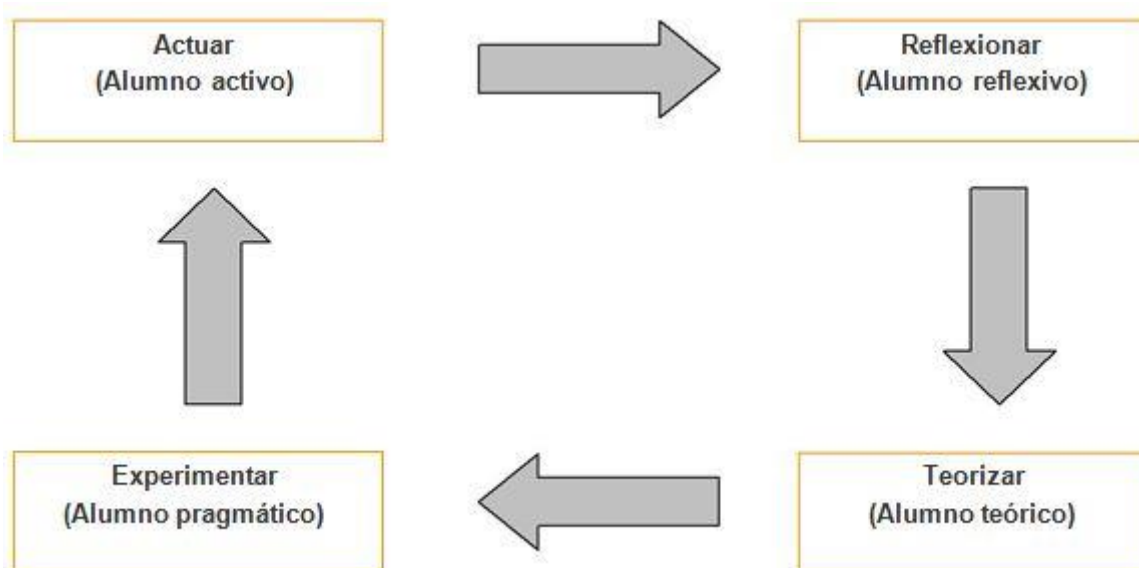 Actuar
(Alumno activo)
Reflexionar
(Alumno reflexivo)
Experimentar
(Alumno pragmático)
Teorizar
(Alumno teórico)